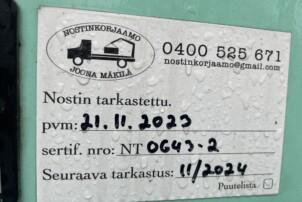 NOSTINKORJAAMO
JOONA MÄKILÄ
0400 525 671
nostinkorjaamo@gmail.com
Nostin tarkastettu.
pvm: 21.11.2023
sertif. nro: NT 0643-2
Seuraava tarkastus: 11/2024
Puutelista